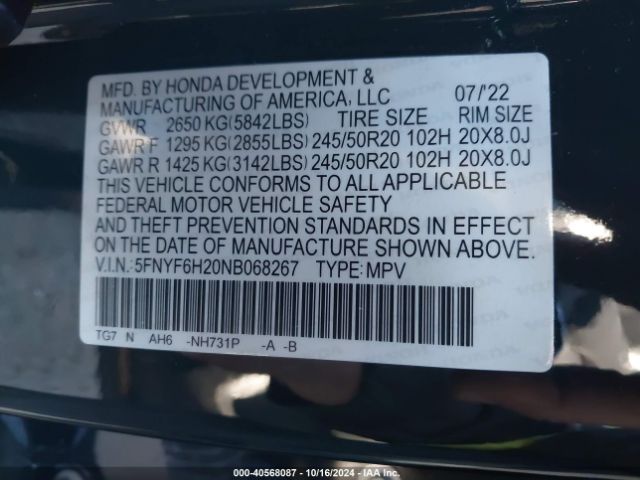 MFD. BY HONDA DEVELOPMENT &
MANUFACTURING OF AMERICA, LLC 07/'22
GVWR 2650 KG(5842LBS) TIRE SIZE RIM SIZE
GAWR F 1295 KG(2855LBS) 245/50R20 102H 20X8.0J
GAWR R 1425 KG(3142LBS) 245/50R20 102H 20X8.0J
THIS VEHICLE CONFORMS TO ALL APPLICABLE
FEDERAL MOTOR VEHICLE SAFETY
AND THEFT PREVENTION STANDARDS IN EFFECT
ON THE DATE OF MANUFACTURE SHOWN ABOVE.
V.I.N.: 5FNYF6H20NB068267 TYPE:MPV
TG7 N AH6 -NH731P -A -B
000-40568087 - 10/16/2024 - IAA Inc.